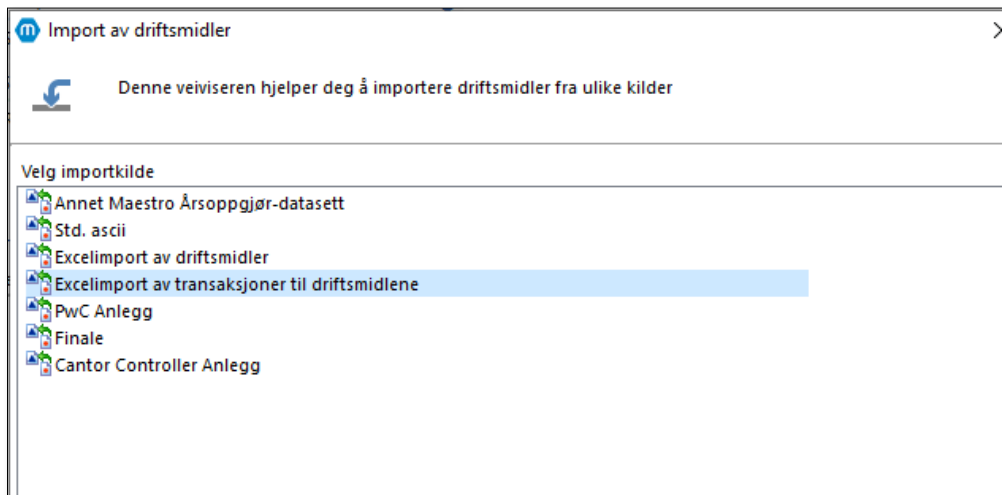 Import av driftsmidler
Denne veiviseren hjelper deg å importere driftsmidler fra ulike kilder
Velg importkilde
Annet Maestro Årsoppgjør-datasett
Std. ascii
Excelimport av driftsmidler
Excelimport av transaksjoner til driftsmidlene
PwC Anlegg
Finale
Cantor Controller Anlegg